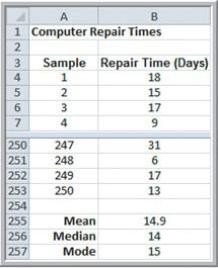 A B
1 Computer Repair Times
2
3 Sample Repair Time (Days)
4 1 18
5 2 15
6 3 17
7 4 9
250 247 31
251 248 6
252 249 17
253 250 13
254
255 Mean 14.9
256 Median 14
257 Mode 15